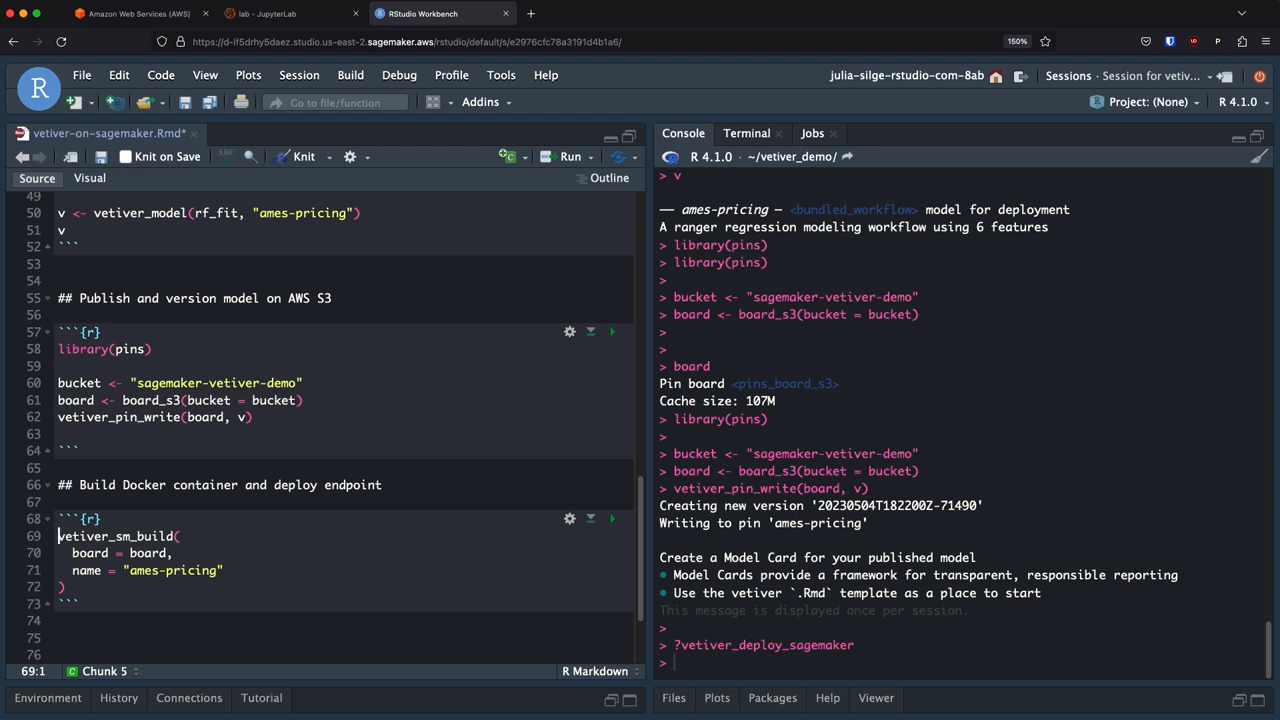 Amazon Web Services (AWS)
lab - JupyterLab
RStudio Workbench
https://d-if5drhy5daez.studio.us-east-2.sagemaker.aws/rstudio/default/s/e2976cfc78a3191d4b1a6/
150%
R
File Edit Code View Plots Session Build Debug Profile Tools Help
julia-silge-rstudio-com-8ab
Sessions · Session for vetiv...
Go to file/function
Addins
Project: (None)
R 4.1.0
vetiver-on-sagemaker.Rmd*
Knit on Save
ABC
Knit
Run
Source Visual
Outline
49
50 v <- vetiver_model(rf_fit, "ames-pricing")
51 v
52 ```
53
54
55 ## Publish and version model on AWS S3
56
57 ```{r}
58 library(pins)
59
60 bucket <- "sagemaker-vetiver-demo"
61 board <- board_s3(bucket = bucket)
62 vetiver_pin_write(board, v)
63
64 ```
65
66 ## Build Docker container and deploy endpoint
67
68 ```{r}
69 vetiver_sm_build(
70 board = board,
71 name = "ames-pricing"
72 )
73 ```
74
75
76
69:1 C Chunk 5 R Markdown
Environment History Connections Tutorial
Console Terminal Jobs
R 4.1.0 · ~/vetiver_demo/
> v
── ames-pricing ─ <bundled_workflow> model for deployment
A ranger regression modeling workflow using 6 features
> library(pins)
> library(pins)
>
> bucket <- "sagemaker-vetiver-demo"
> board <- board_s3(bucket = bucket)
>
>
> board
Pin board <pins_board_s3>
Cache size: 107M
> library(pins)
>
> bucket <- "sagemaker-vetiver-demo"
> board <- board_s3(bucket = bucket)
> vetiver_pin_write(board, v)
Creating new version '20230504T182200Z-71490'
Writing to pin 'ames-pricing'
Create a Model Card for your published model
• Model Cards provide a framework for transparent, responsible reporting
• Use the vetiver `.Rmd` template as a place to start
This message is displayed once per session.
>
> ?vetiver_deploy_sagemaker
>
Files Plots Packages Help Viewer